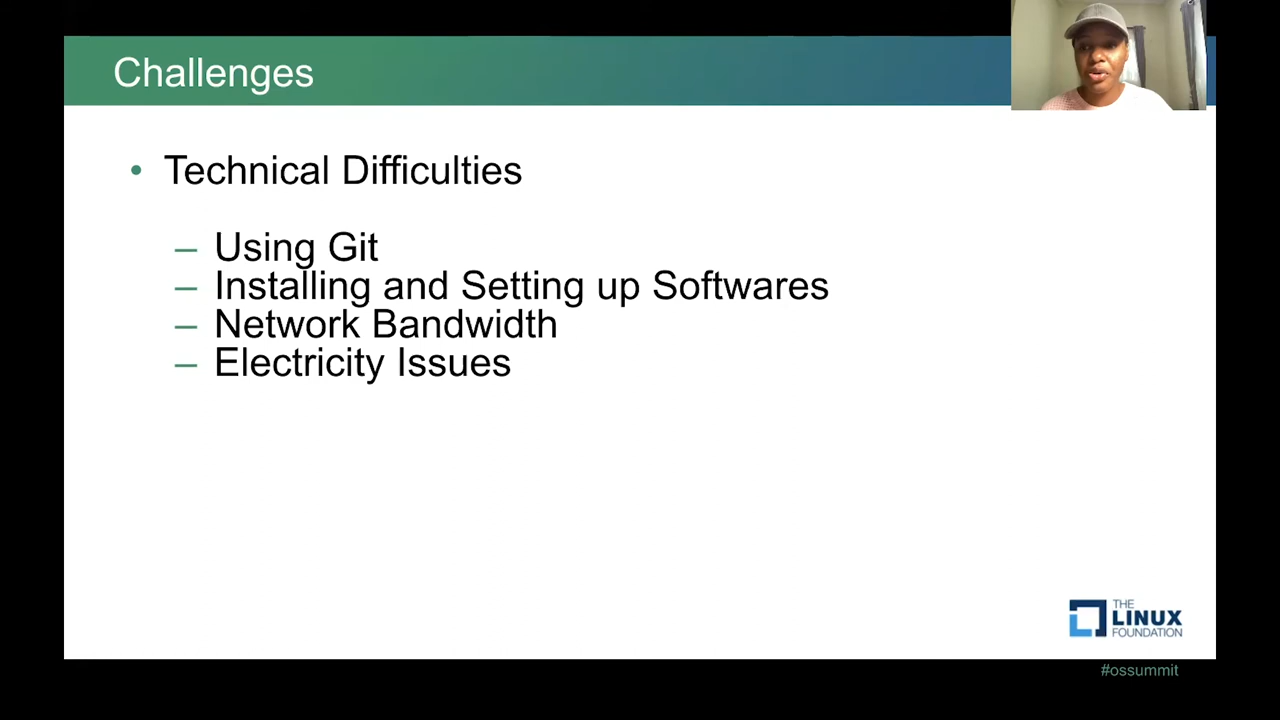 Challenges
• Technical Difficulties
– Using Git
– Installing and Setting up Softwares
– Network Bandwidth
– Electricity Issues
THE
LINUX
FOUNDATION
#ossummit